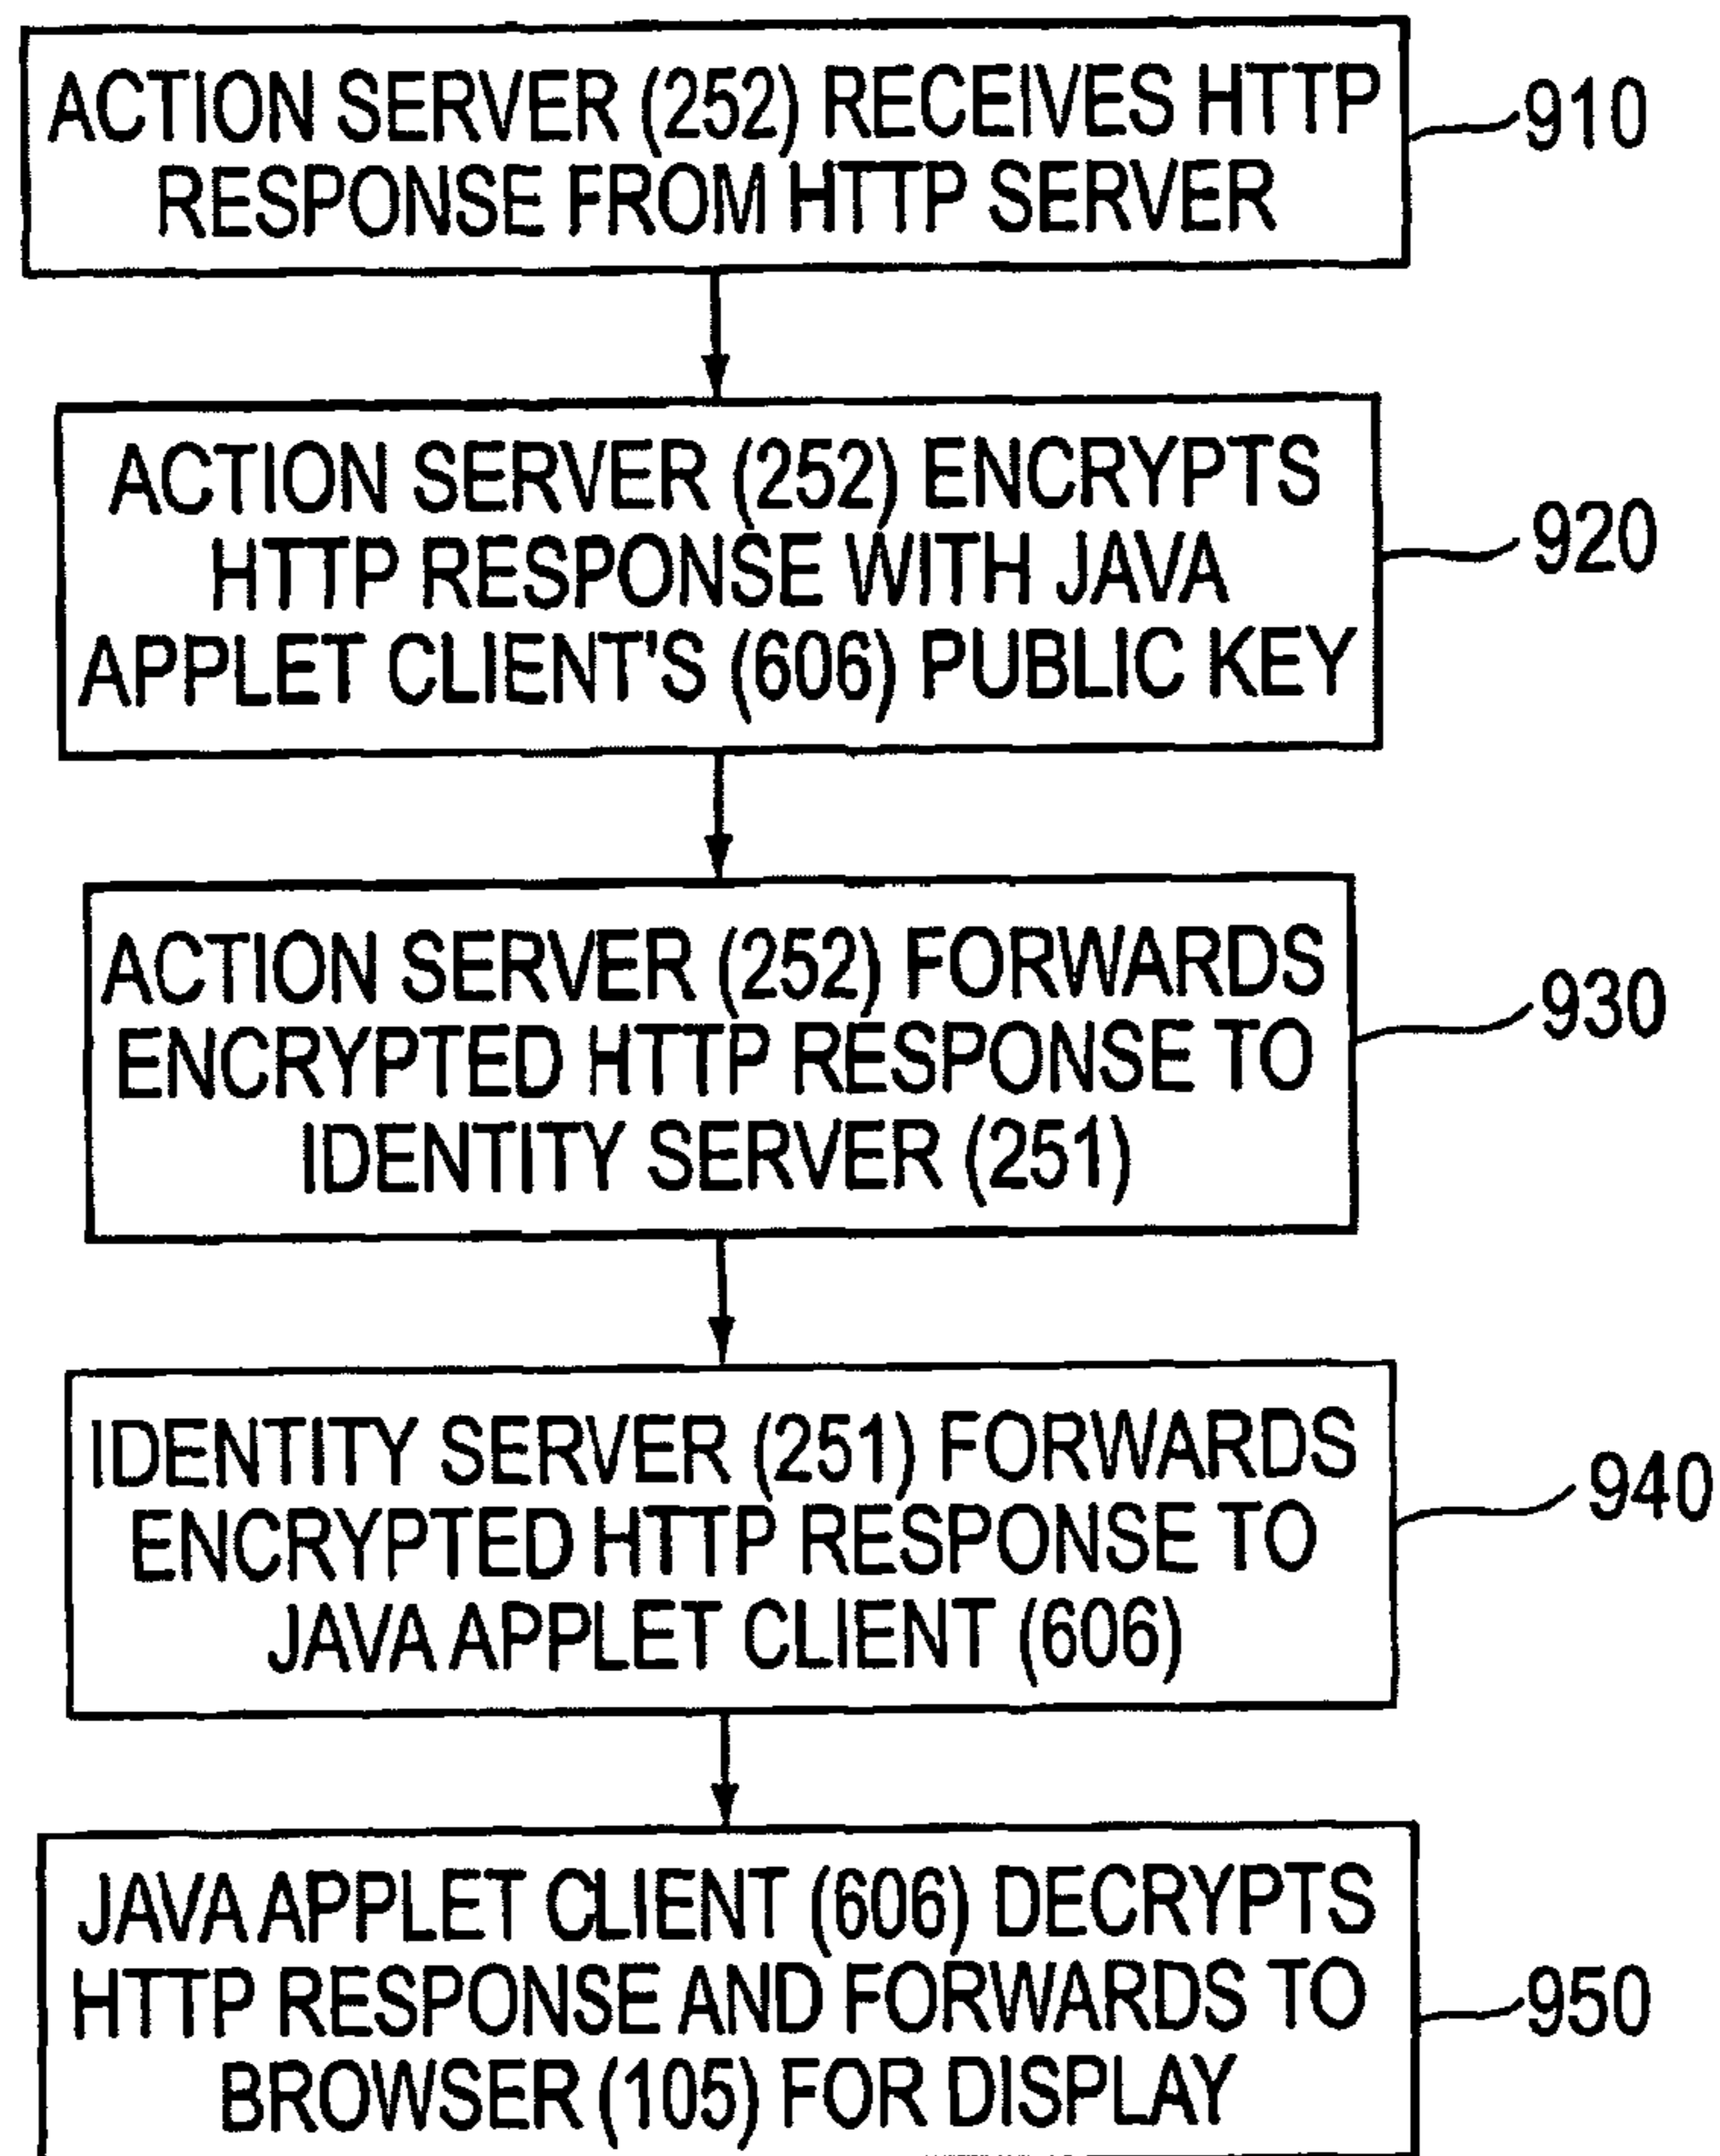 ACTION SERVER (252) RECEIVES HTTP
RESPONSE FROM HTTP SERVER
910
ACTION SERVER (252) ENCRYPTS
HTTP RESPONSE WITH JAVA
APPLET CLIENT'S (606) PUBLIC KEY
920
ACTION SERVER (252) FORWARDS
ENCRYPTED HTTP RESPONSE TO
IDENTITY SERVER (251)
930
IDENTITY SERVER (251) FORWARDS
ENCRYPTED HTTP RESPONSE TO
JAVA APPLET CLIENT (606)
940
JAVA APPLET CLIENT (606) DECRYPTS
HTTP RESPONSE AND FORWARDS TO
BROWSER (105) FOR DISPLAY
950